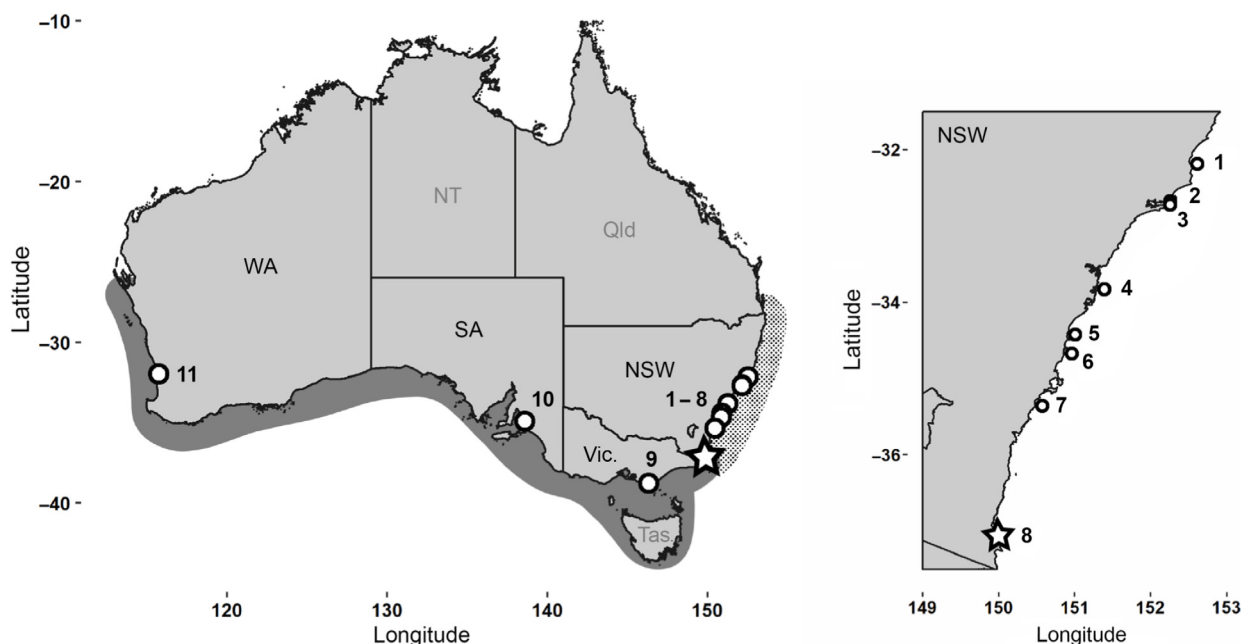 –10
–20
–30
–40
Latitude
NT
WA
Qld
SA
NSW
1 – 8
11
10
9
Vic.
Tas.
120
130
140
150
Longitude
NSW
–32
–34
–36
Latitude
1
2
3
4
5
6
7
8
149
150
151
152
153
Longitude